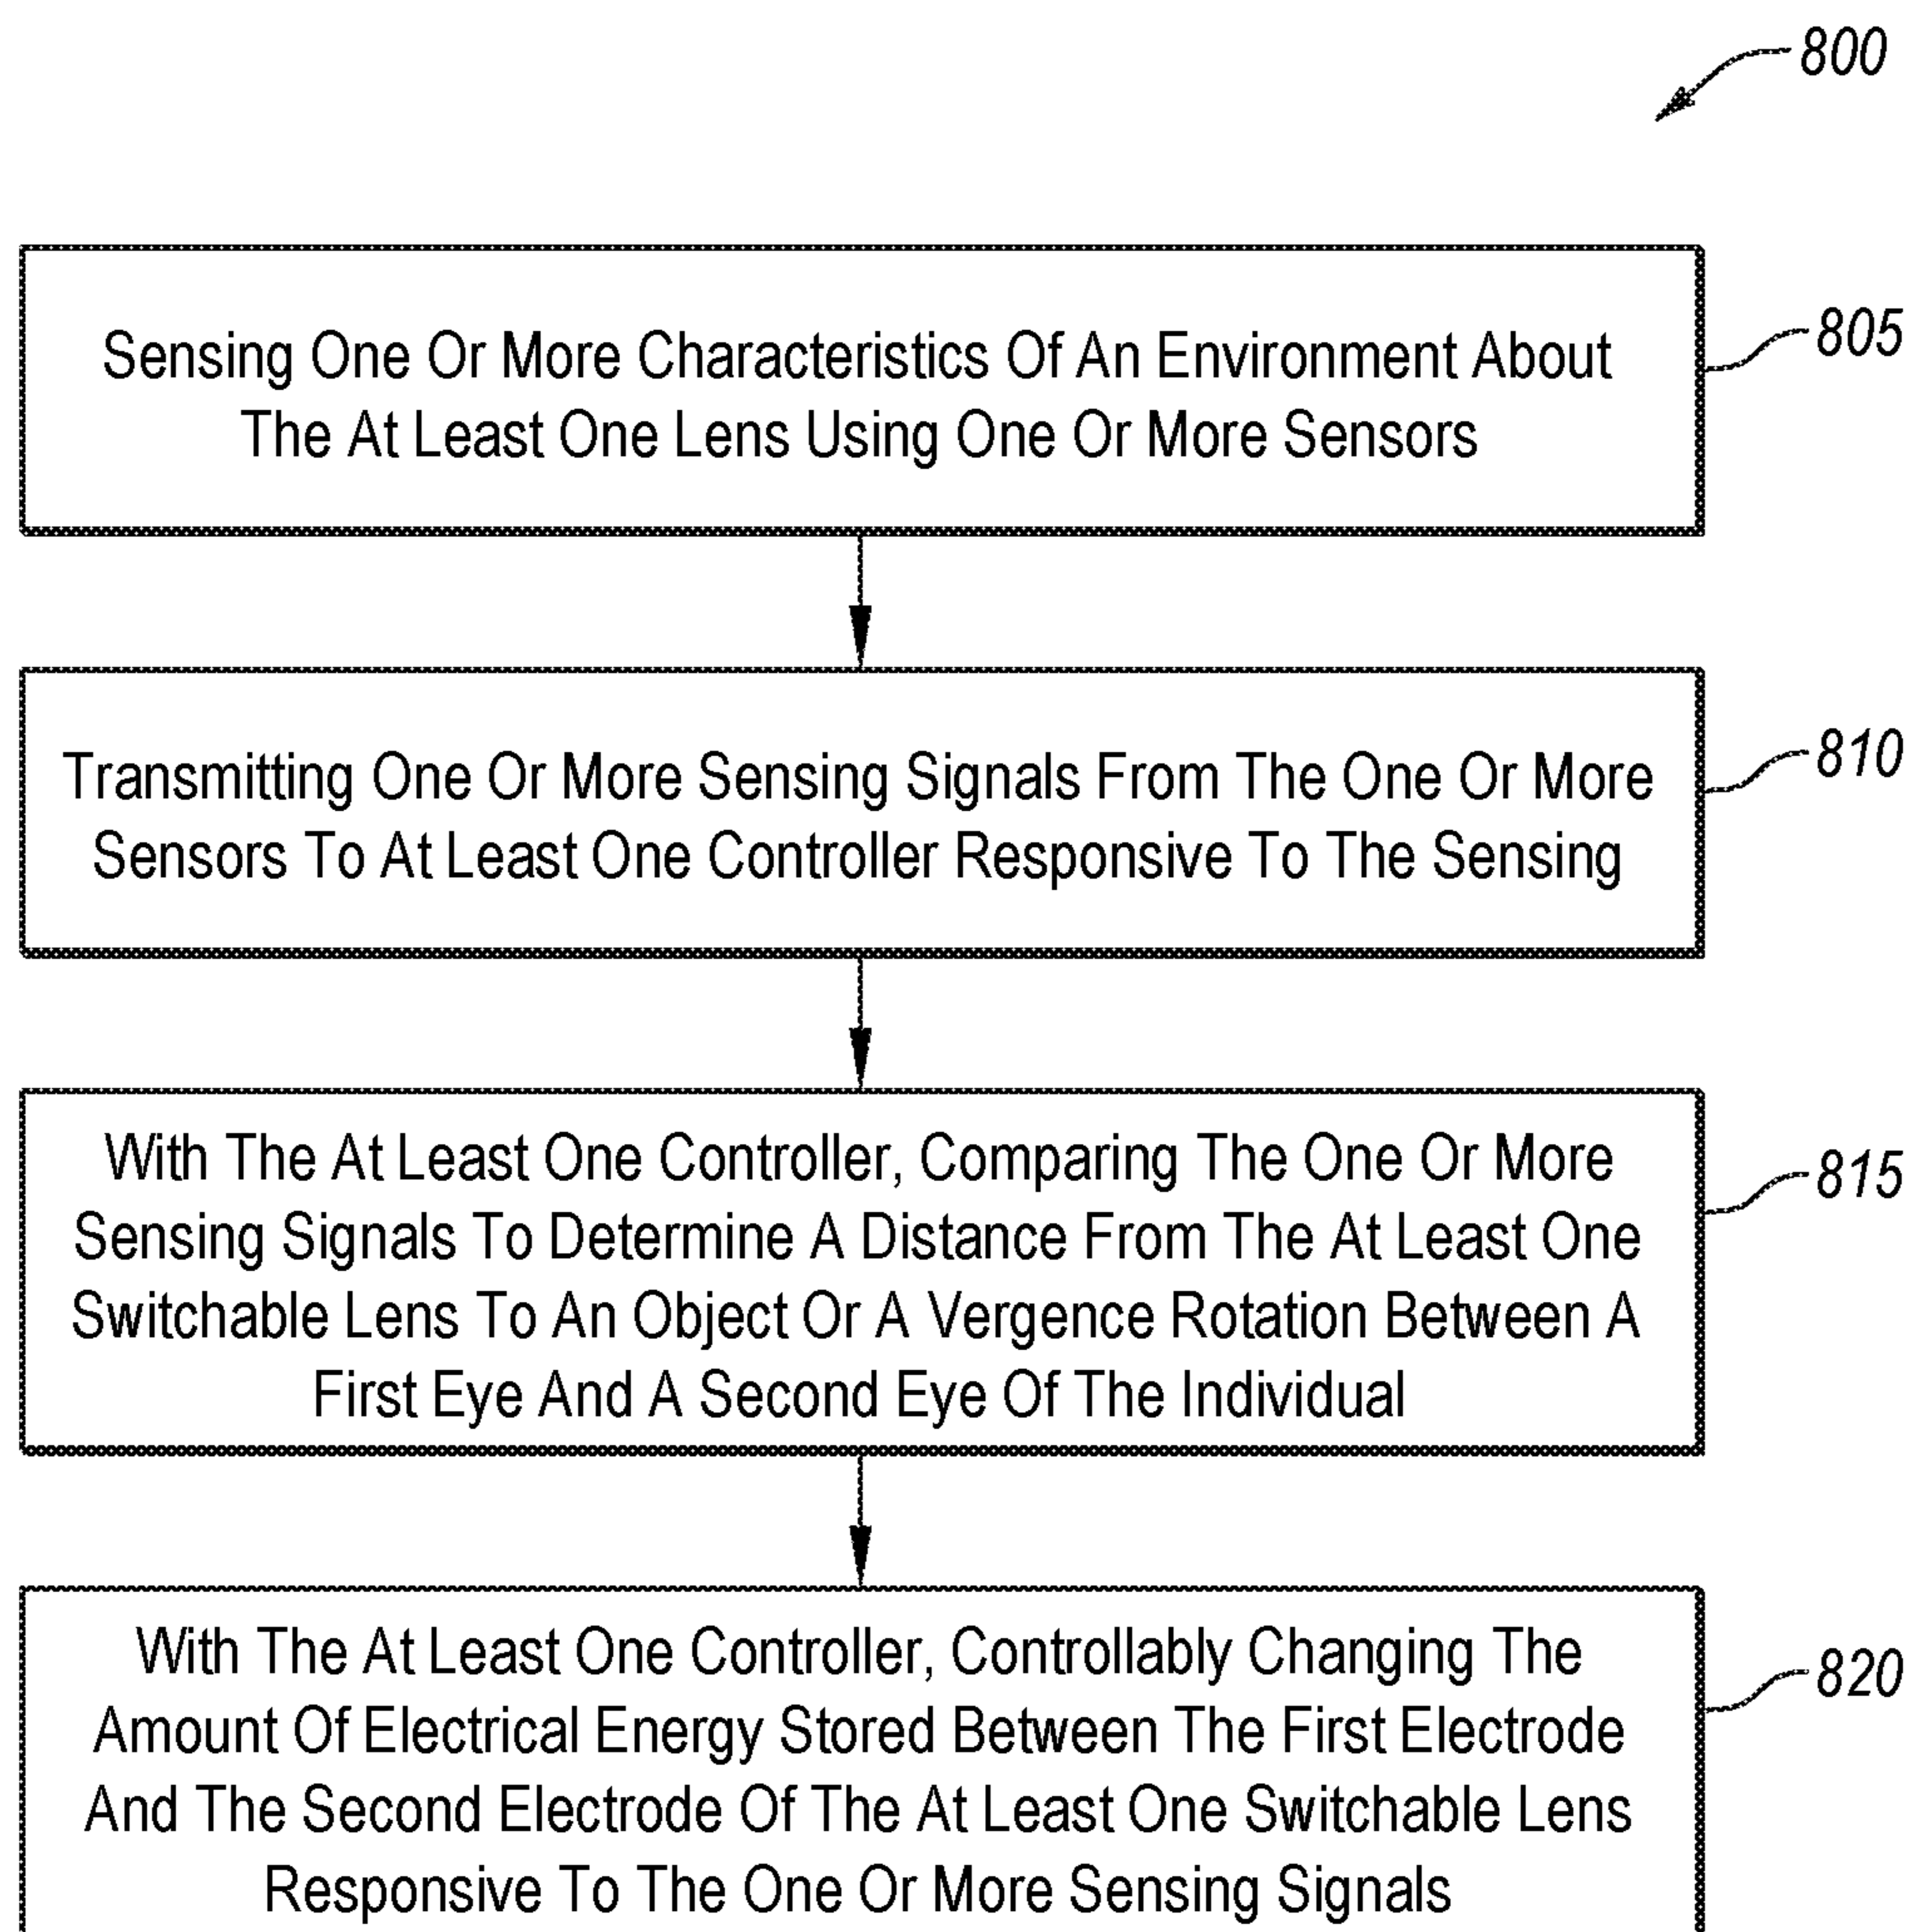 800
Sensing One Or More Characteristics Of An Environment About
The At Least One Lens Using One Or More Sensors
805
Transmitting One Or More Sensing Signals From The One Or More
Sensors To At Least One Controller Responsive To The Sensing
810
With The At Least One Controller, Comparing The One Or More
Sensing Signals To Determine A Distance From The At Least One
Switchable Lens To An Object Or A Vergence Rotation Between A
First Eye And A Second Eye Of The Individual
815
With The At Least One Controller, Controllably Changing The
Amount Of Electrical Energy Stored Between The First Electrode
And The Second Electrode Of The At Least One Switchable Lens
Responsive To The One Or More Sensing Signals
820